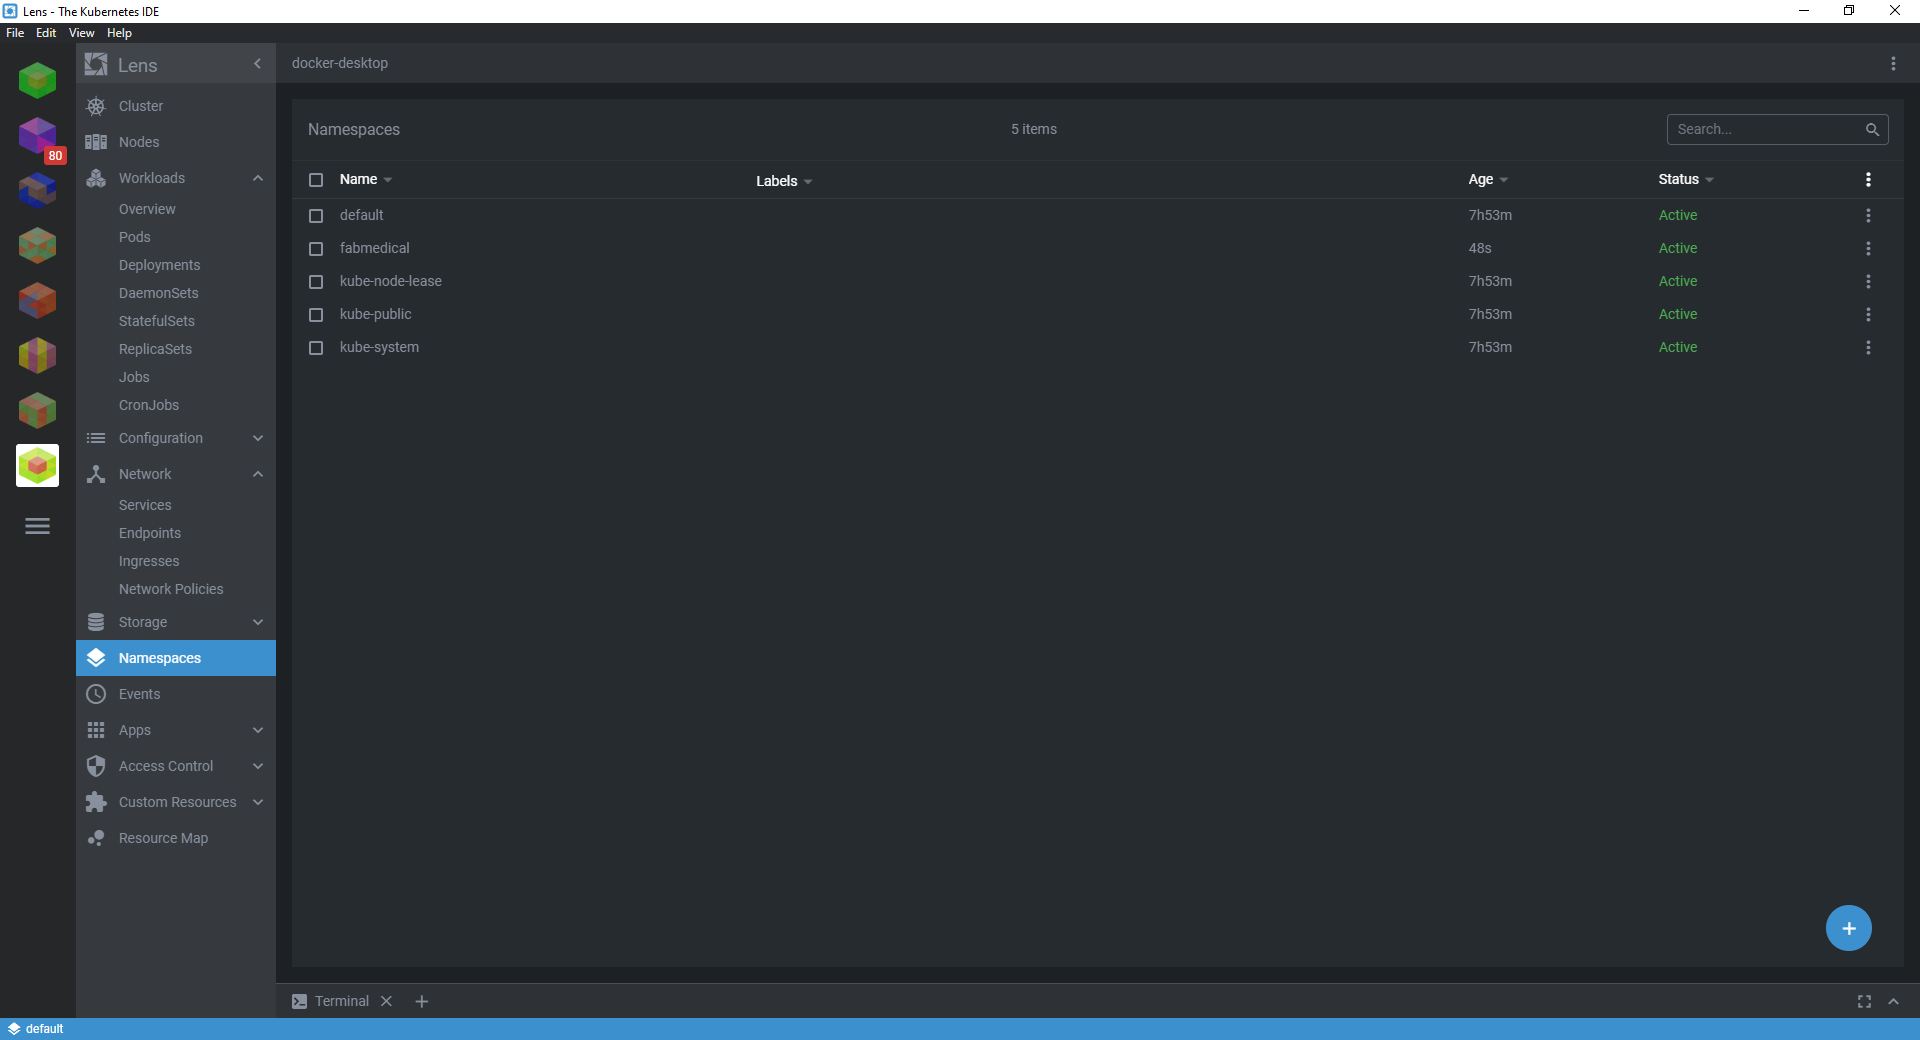 Lens - The Kubernetes IDE
File Edit View Help
80
Lens
Cluster
Nodes
Workloads
Overview
Pods
Deployments
DaemonSets
StatefulSets
ReplicaSets
Jobs
CronJobs
Configuration
Network
Services
Endpoints
Ingresses
Network Policies
Storage
Namespaces
Events
Apps
Access Control
Custom Resources
Resource Map
docker-desktop
Namespaces 5 items Search...
Name Labels Age Status
default 7h53m Active
fabmedical 48s Active
kube-node-lease 7h53m Active
kube-public 7h53m Active
kube-system 7h53m Active
Terminal
default